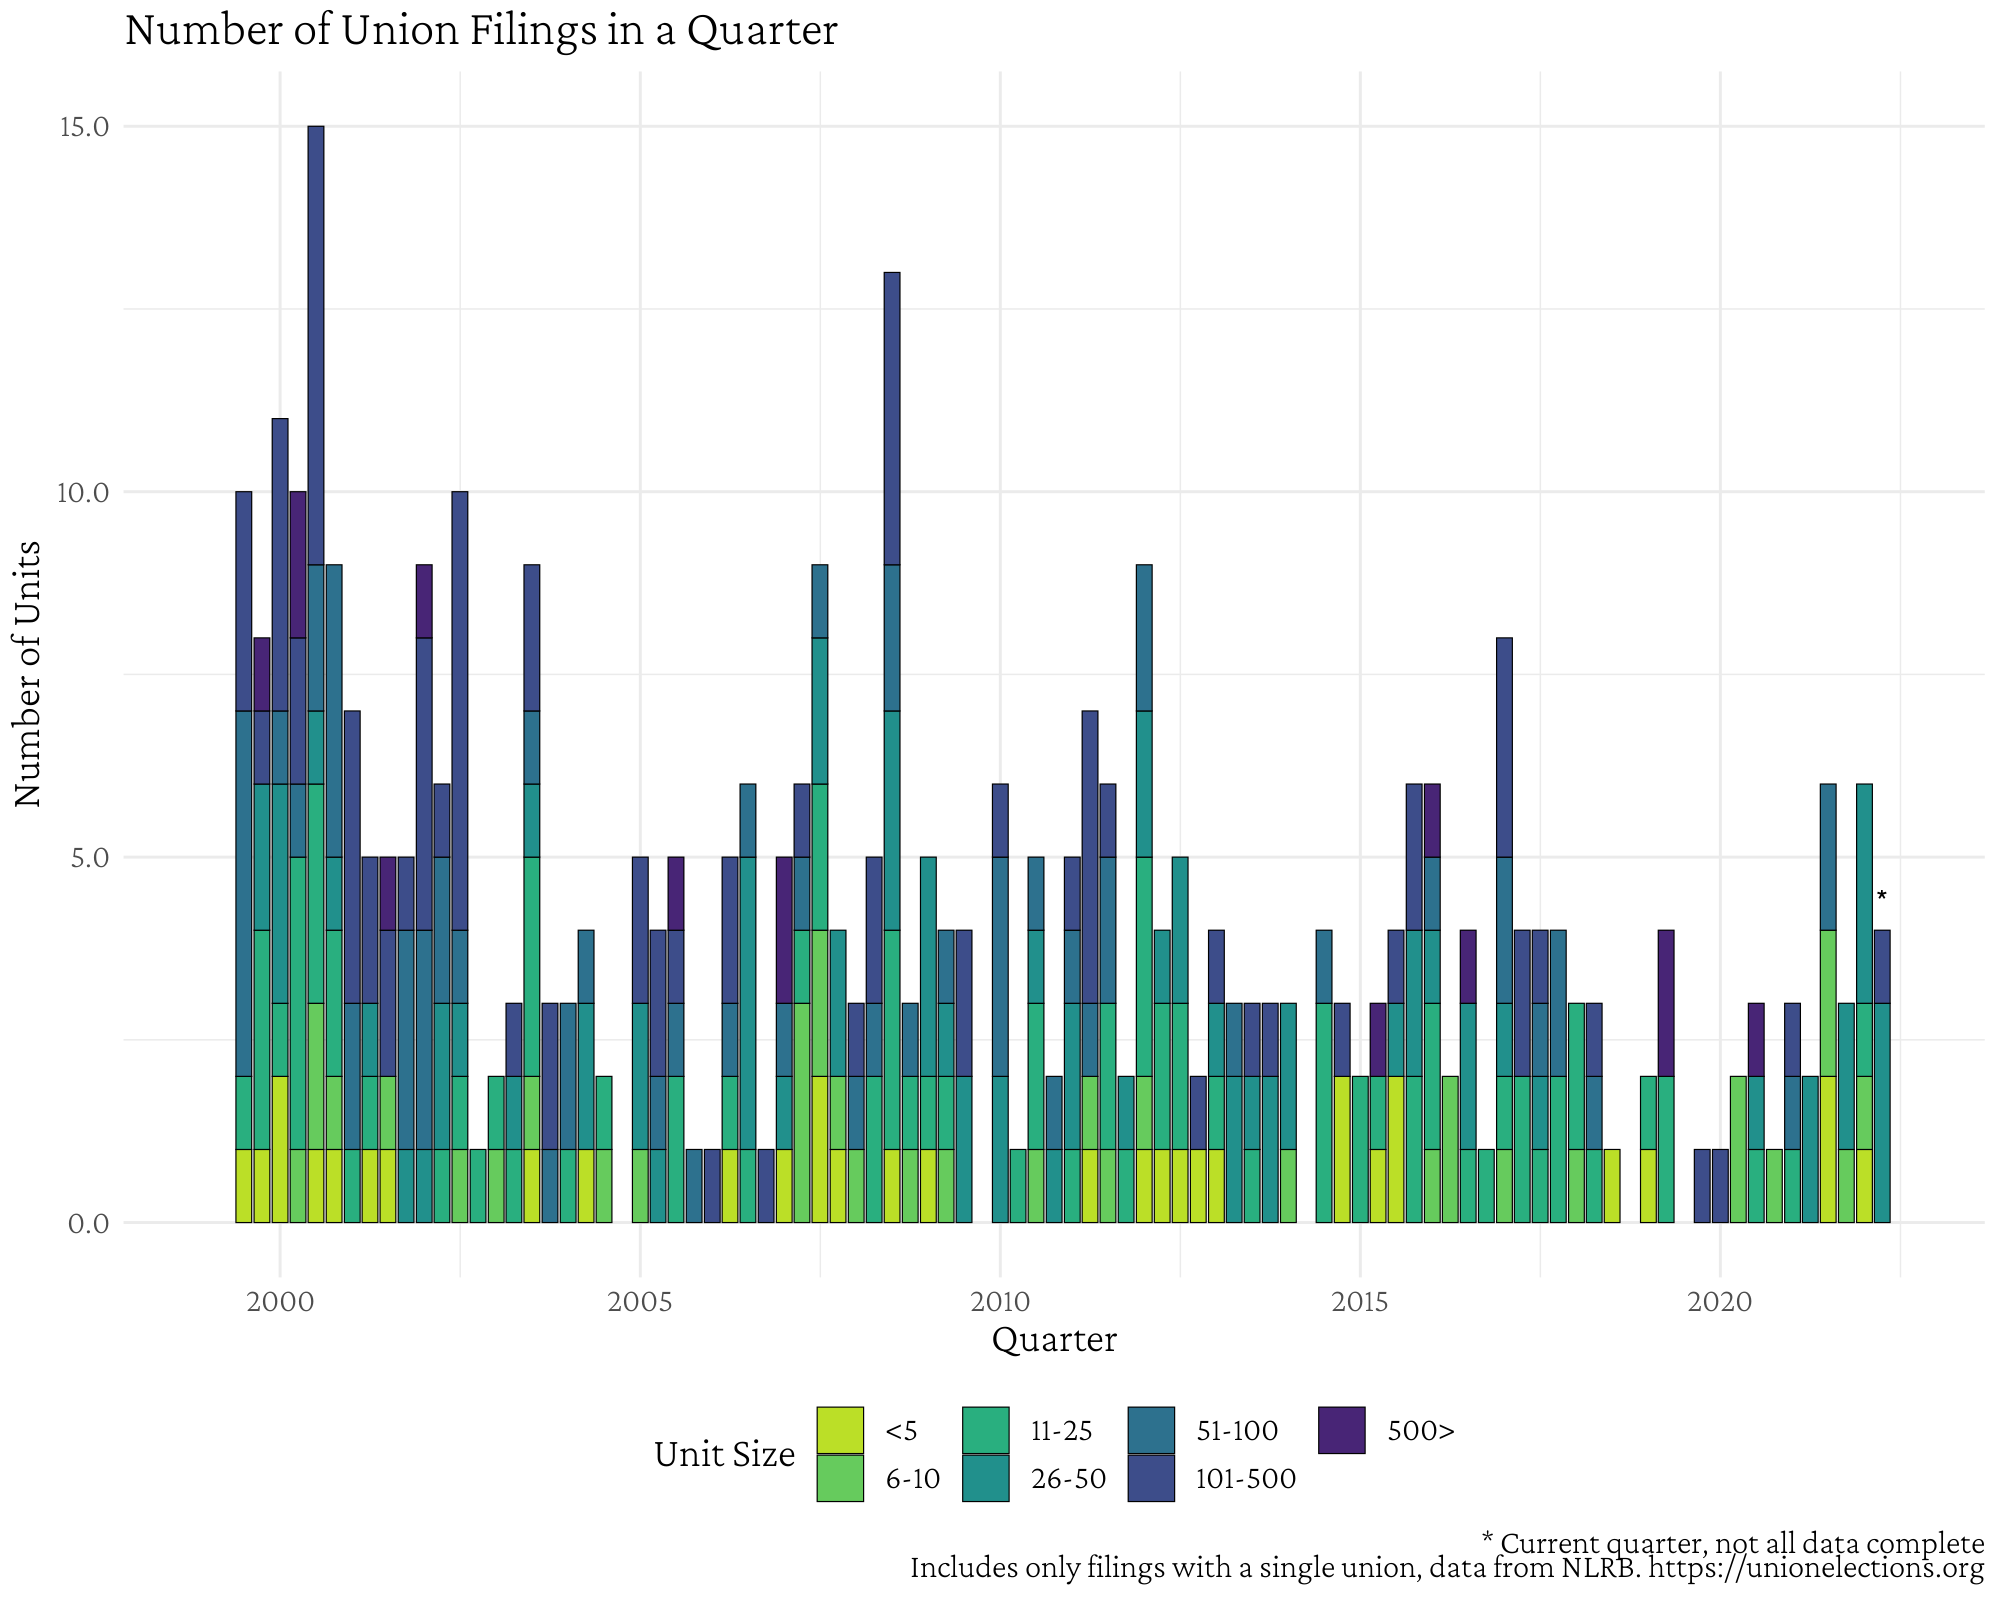 Number of Union Filings in a Quarter
Number of Units
15.0
10.0
5.0
0.0
*
2000 2005 2010 2015 2020
Quarter
Unit Size
<5 11-25 51-100 500>
6-10 26-50 101-500
* Current quarter, not all data complete
Includes only filings with a single union, data from NLRB. https://unionelections.org